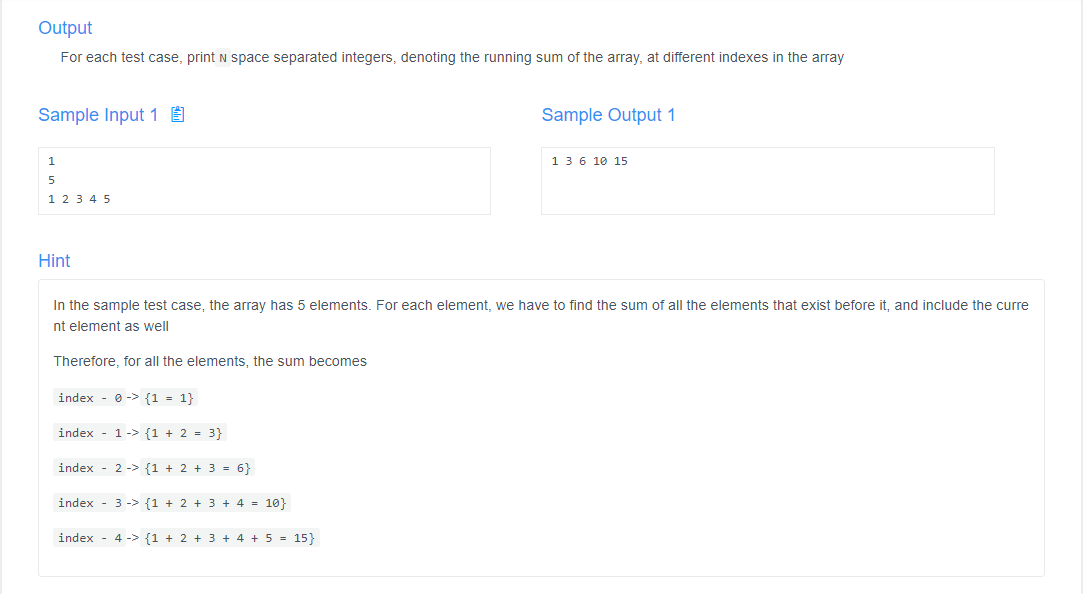 Output
For each test case, print N space separated integers, denoting the running sum of the array, at different indexes in the array
Sample Input 1
1
5
1 2 3 4 5
Sample Output 1
1 3 6 10 15
Hint
In the sample test case, the array has 5 elements. For each element, we have to find the sum of all the elements that exist before it, and include the curre
nt element as well
Therefore, for all the elements, the sum becomes
index - 0 -> {1 = 1}
index - 1 -> {1 + 2 = 3}
index - 2 -> {1 + 2 + 3 = 6}
index - 3 -> {1 + 2 + 3 + 4 = 10}
index - 4 -> {1 + 2 + 3 + 4 + 5 = 15}